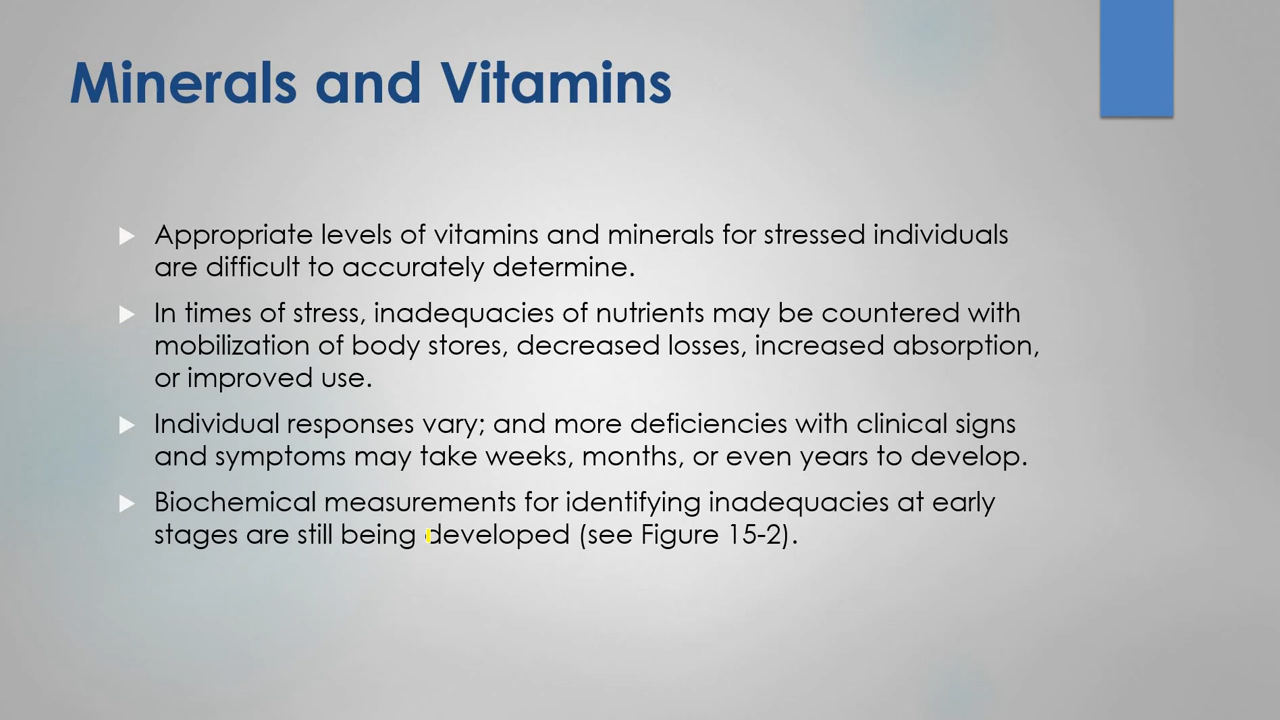 Minerals and Vitamins
Appropriate levels of vitamins and minerals for stressed individuals
are difficult to accurately determine.
In times of stress, inadequacies of nutrients may be countered with
mobilization of body stores, decreased losses, increased absorption,
or improved use.
Individual responses vary; and more deficiencies with clinical signs
and symptoms may take weeks, months, or even years to develop.
Biochemical measurements for identifying inadequacies at early
stages are still being developed (see Figure 15-2).